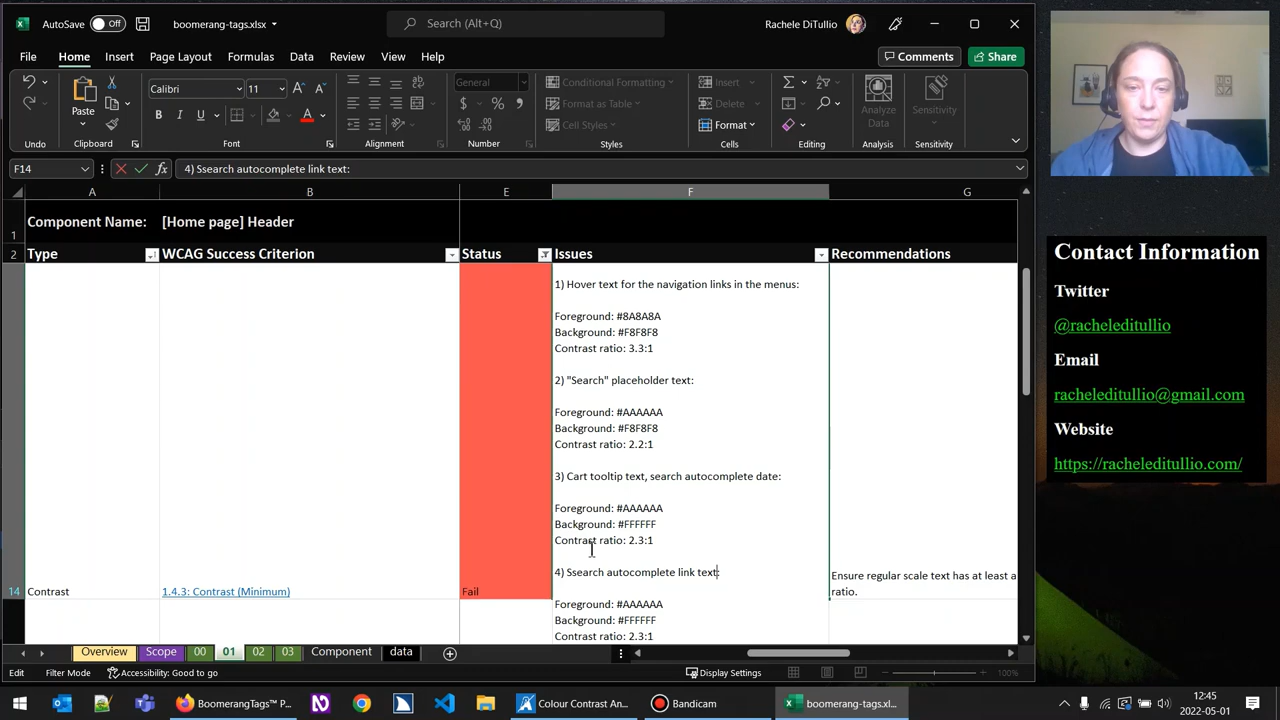 AutoSave Off boomerang-tags.xlsx Search (Alt+Q) Rachele DiTullio
File Home Insert Page Layout Formulas Data Review View Help Comments Share
Paste Calibri 11 General Conditional Formatting Insert
B I U $ % Format as Table Delete Analyze Data Sensitivity
Cell Styles Format
Undo Clipboard Font Alignment Number Styles Cells Analysis Sensitivity
F14 4) Ssearch autocomplete link text:
A B E F G
1 Component Name: [Home page] Header
2 Type WCAG Success Criterion Status Issues Recommendations
1) Hover text for the navigation links in the menus:
Foreground: #8A8A8A
Background: #F8F8F8
Contrast ratio: 3.3:1
2) "Search" placeholder text:
Foreground: #AAAAAA
Background: #F8F8F8
Contrast ratio: 2.2:1
3) Cart tooltip text, search autocomplete date:
Foreground: #AAAAAA
Background: #FFFFFF
Contrast ratio: 2.3:1
4) Ssearch autocomplete link text:
Foreground: #AAAAAA
Background: #FFFFFF
Contrast ratio: 2.3:1
14 Contrast 1.4.3: Contrast (Minimum) Fail
Ensure regular scale text has at least a
ratio.
Overview Scope 00 01 02 03 Component data
Edit Filter Mode Accessibility: Good to go Display Settings 100%
Contact Information
Twitter
@racheleditullio
Email
racheleditullio@gmail.com
Website
https://racheleditullio.com/
BoomerangTags™ P... Colour Contrast An... Bandicam boomerang-tags.xl... 12:45
2022-05-01